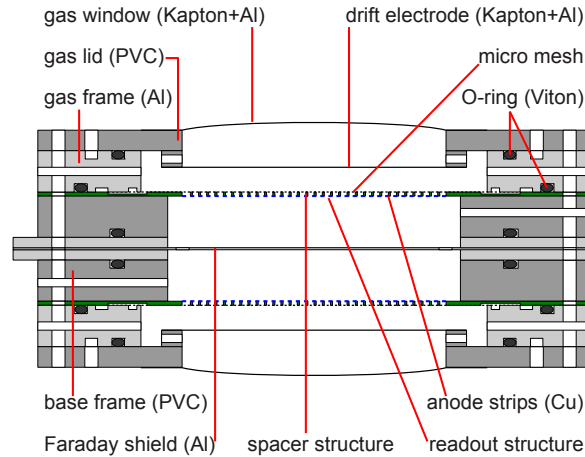 gas window (Kapton+Al) drift electrode (Kapton+Al)
gas lid (PVC) micro mesh
gas frame (Al) O-ring (Viton)
base frame (PVC) anode strips (Cu)
Faraday shield (Al) spacer structure readout structure